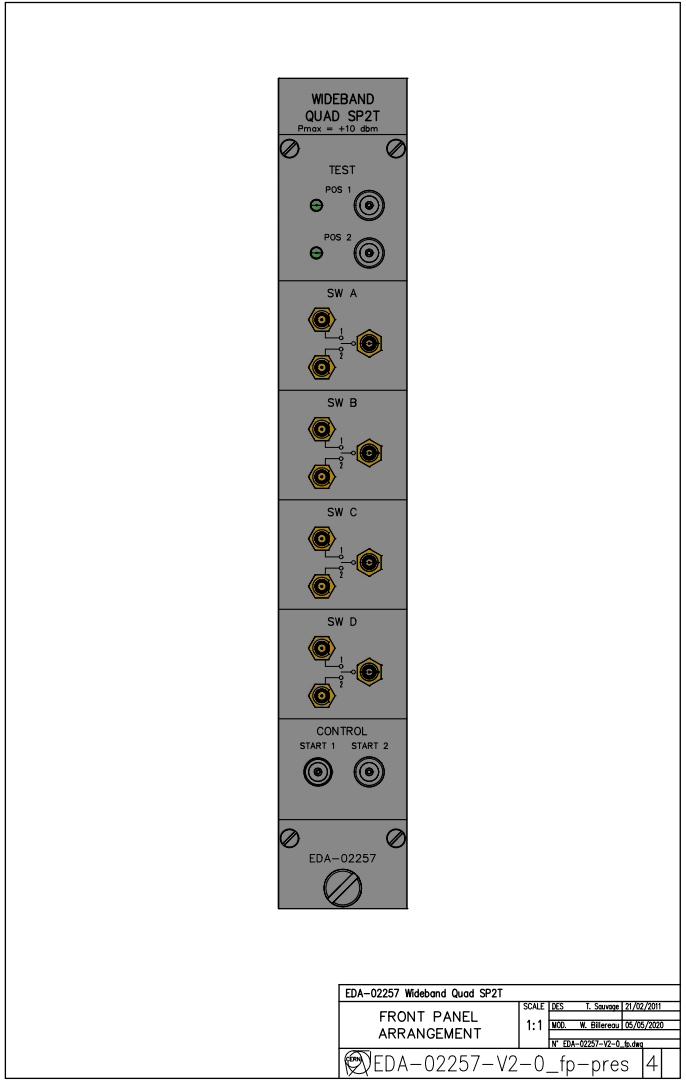 WIDEBAND
QUAD SP2T
Pmax = +10 dbm
TEST
POS 1
POS 2
SW A
1
2
SW B
1
2
SW C
1
2
SW D
1
2
CONTROL
START 1 START 2
EDA-02257
EDA-02257 Wideband Quad SP2T
FRONT PANEL
ARRANGEMENT
SCALE
1:1
DES T. Sauvage 21/02/2011
MOD. W. Billereau 05/05/2020
N° EDA-02257-V2-0_fp.dwg
CERN EDA-02257-V2-0_fp-pres 4